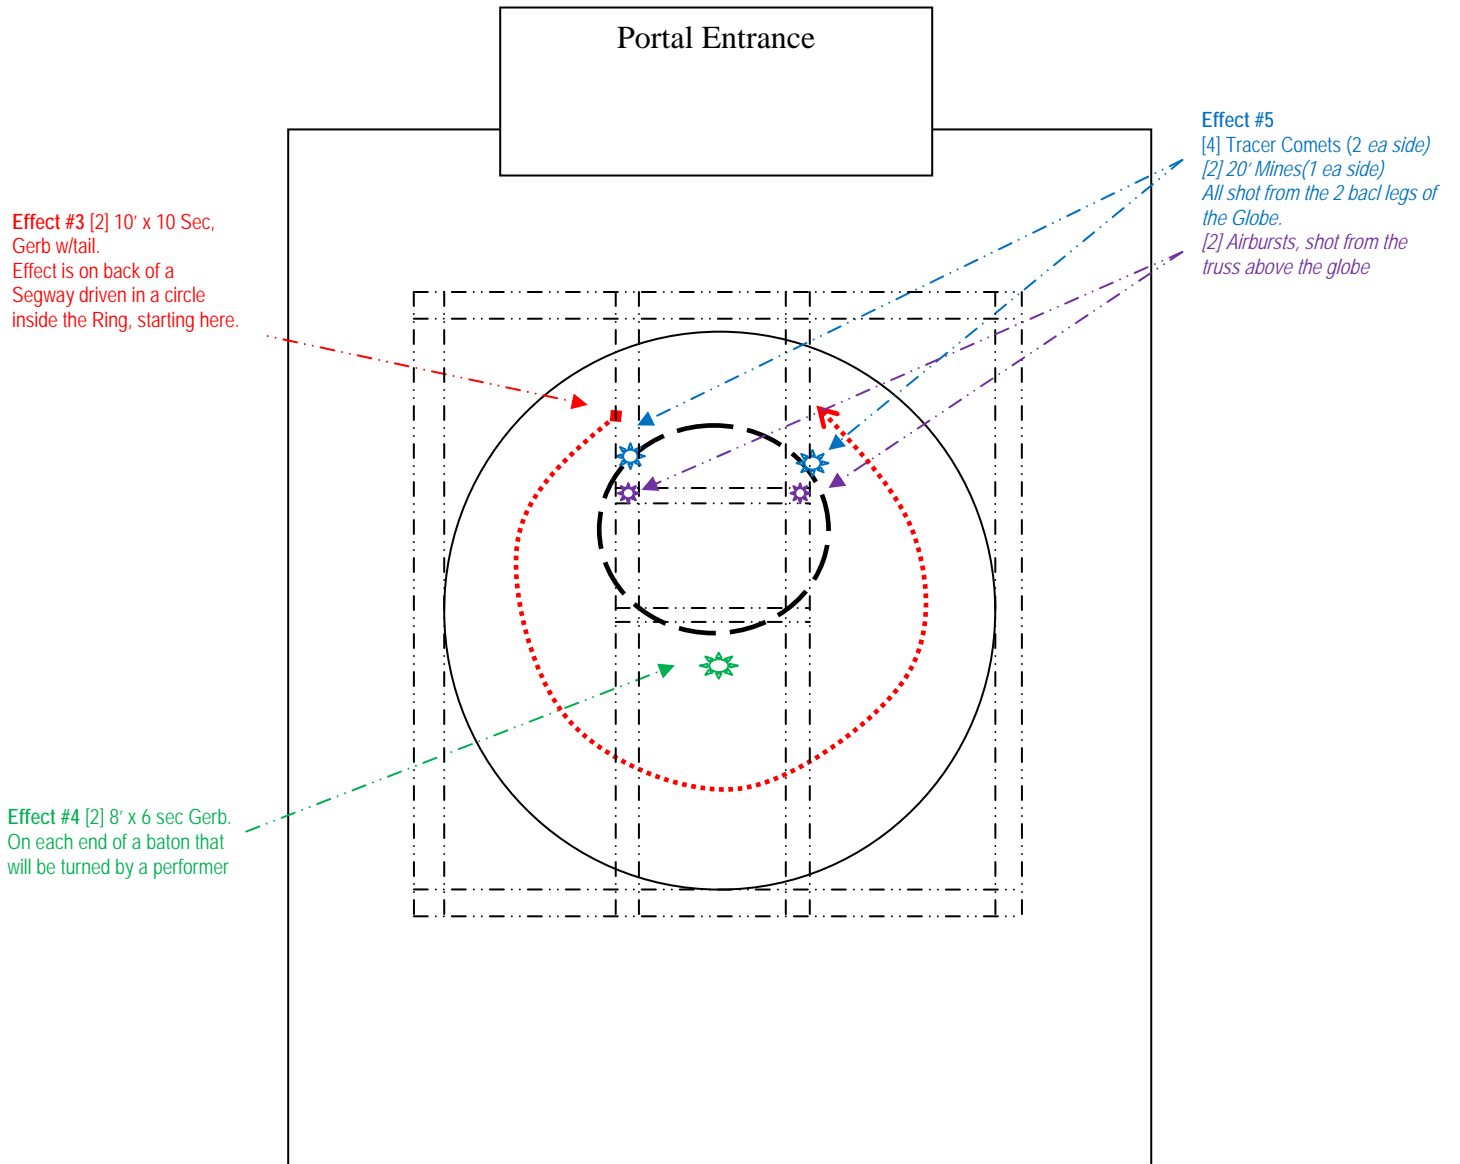 Portal Entrance
Effect #5
[4] Tracer Comets (2 ea side)
[2] 20' Mines(1 ea side)
All shot from the 2 bacl legs of
the Globe.
[2] Airbursts, shot from the
truss above the globe
Effect #3 [2] 10' x 10 Sec,
Gerb w/tail.
Effect is on back of a
Segway driven in a circle
inside the Ring, starting here.
Effect #4 [2] 8' x 6 sec Gerb.
On each end of a baton that
will be turned by a performer